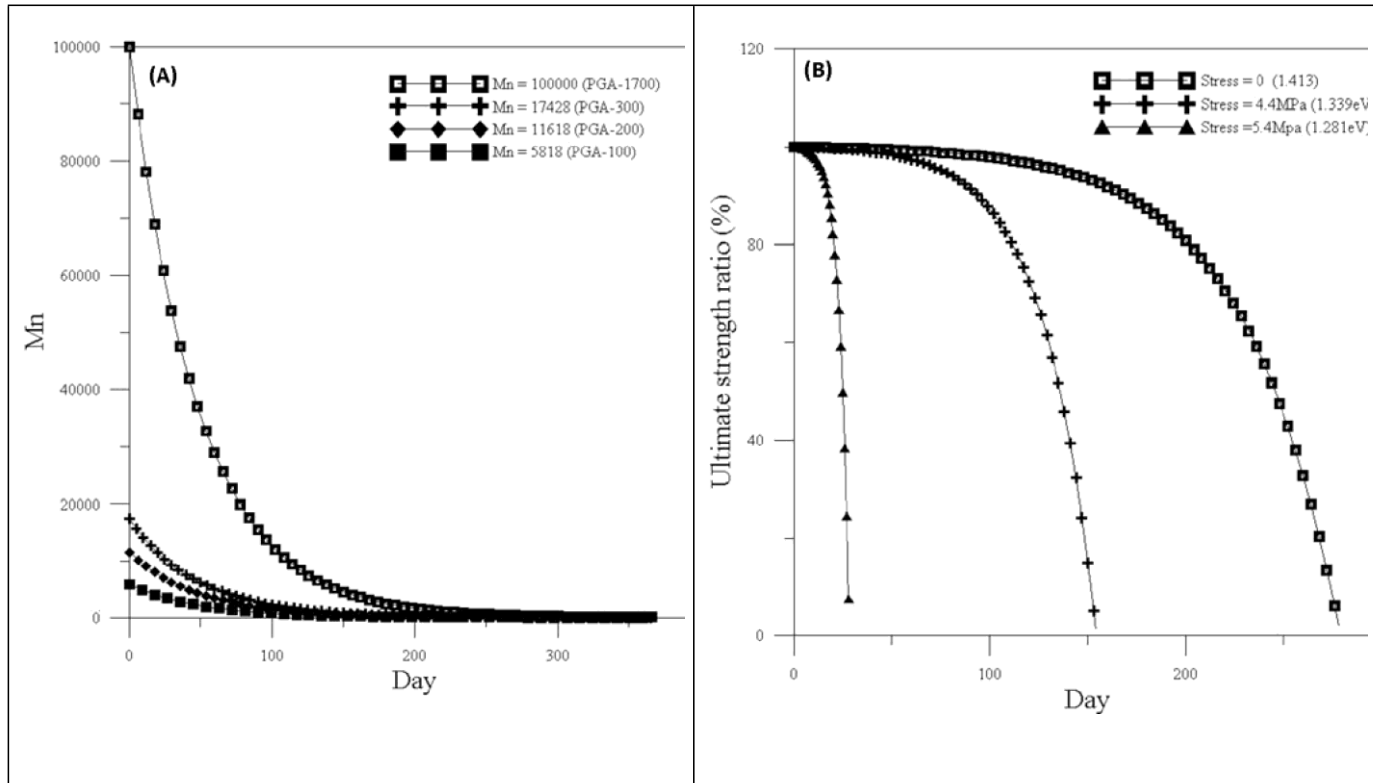 (A)
100000
80000
60000
40000
20000
0
Mn
Mn = 100000 (PGA-1700)
Mn = 17428 (PGA-300)
Mn = 11618 (PGA-200)
Mn = 5818 (PGA-100)
0 100 200 300
Day
(B)
120
80
40
0
Ultimate strength ratio (%)
Stress = 0 (1.413)
Stress = 4.4MPa (1.339eV
Stress =5.4Mpa (1.281eV)
0 100 200
Day